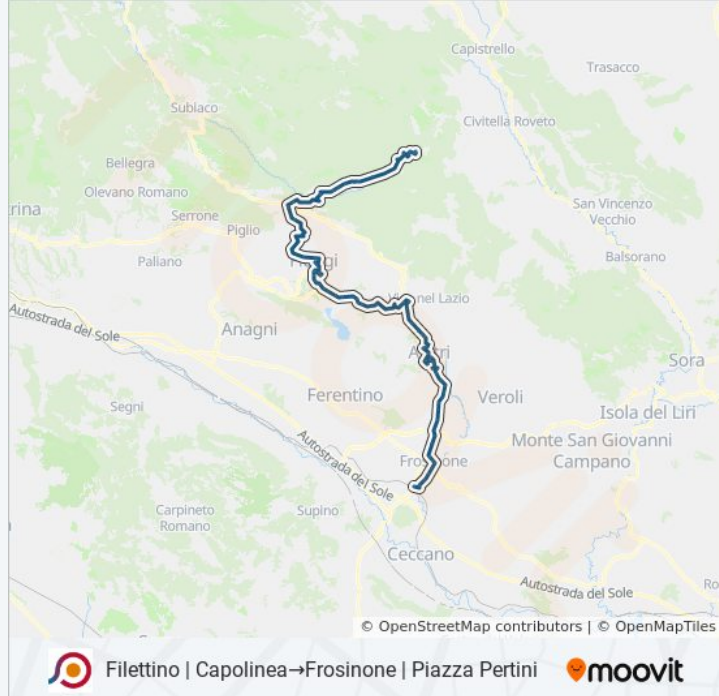 Capistrello
Trasacco
Subiaco
Civitella Roveto
Bellegra
Olevano Romano
San Vincenzo
Vecchio
rina
Serrone
Piglio
Balsorano
Paliano
Autostrada del Sole
Anagni
Sora
Ferentino
Veroli
Segni
Isola del Liri
Monte San Giovanni
Campano
Autostrada del Sole
Frosinone
Carpineto
Romano
Supino
Ceccano
Autostrada del Sole
Ro
© OpenStreetMap contributors | © OpenMapTiles
Filettino | Capolinea→Frosinone | Piazza Pertini
moovit